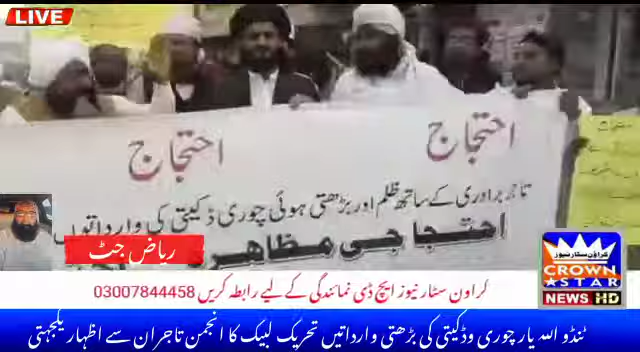 LIVE
احتجاج
احتجاج
تاجر برادری کے ساتھ ظلم اور بڑھتی ہوئی چوری ڈکیتی کی وارداتوں
احتجاجی مظاہرہ
ریاض جٹ
کراون سٹار نیوز
CROWN
STAR
NEWS HD
کراون سٹار نیوز ایچ ڈی نمائندگی کے لیے رابطہ کریں 03007844458
ٹنڈو اللہ یار چوری وڈکیتی کی بڑھتی وارداتیں تحریک لبیک کا انجمن تاجران سے اظہار یکجہتی